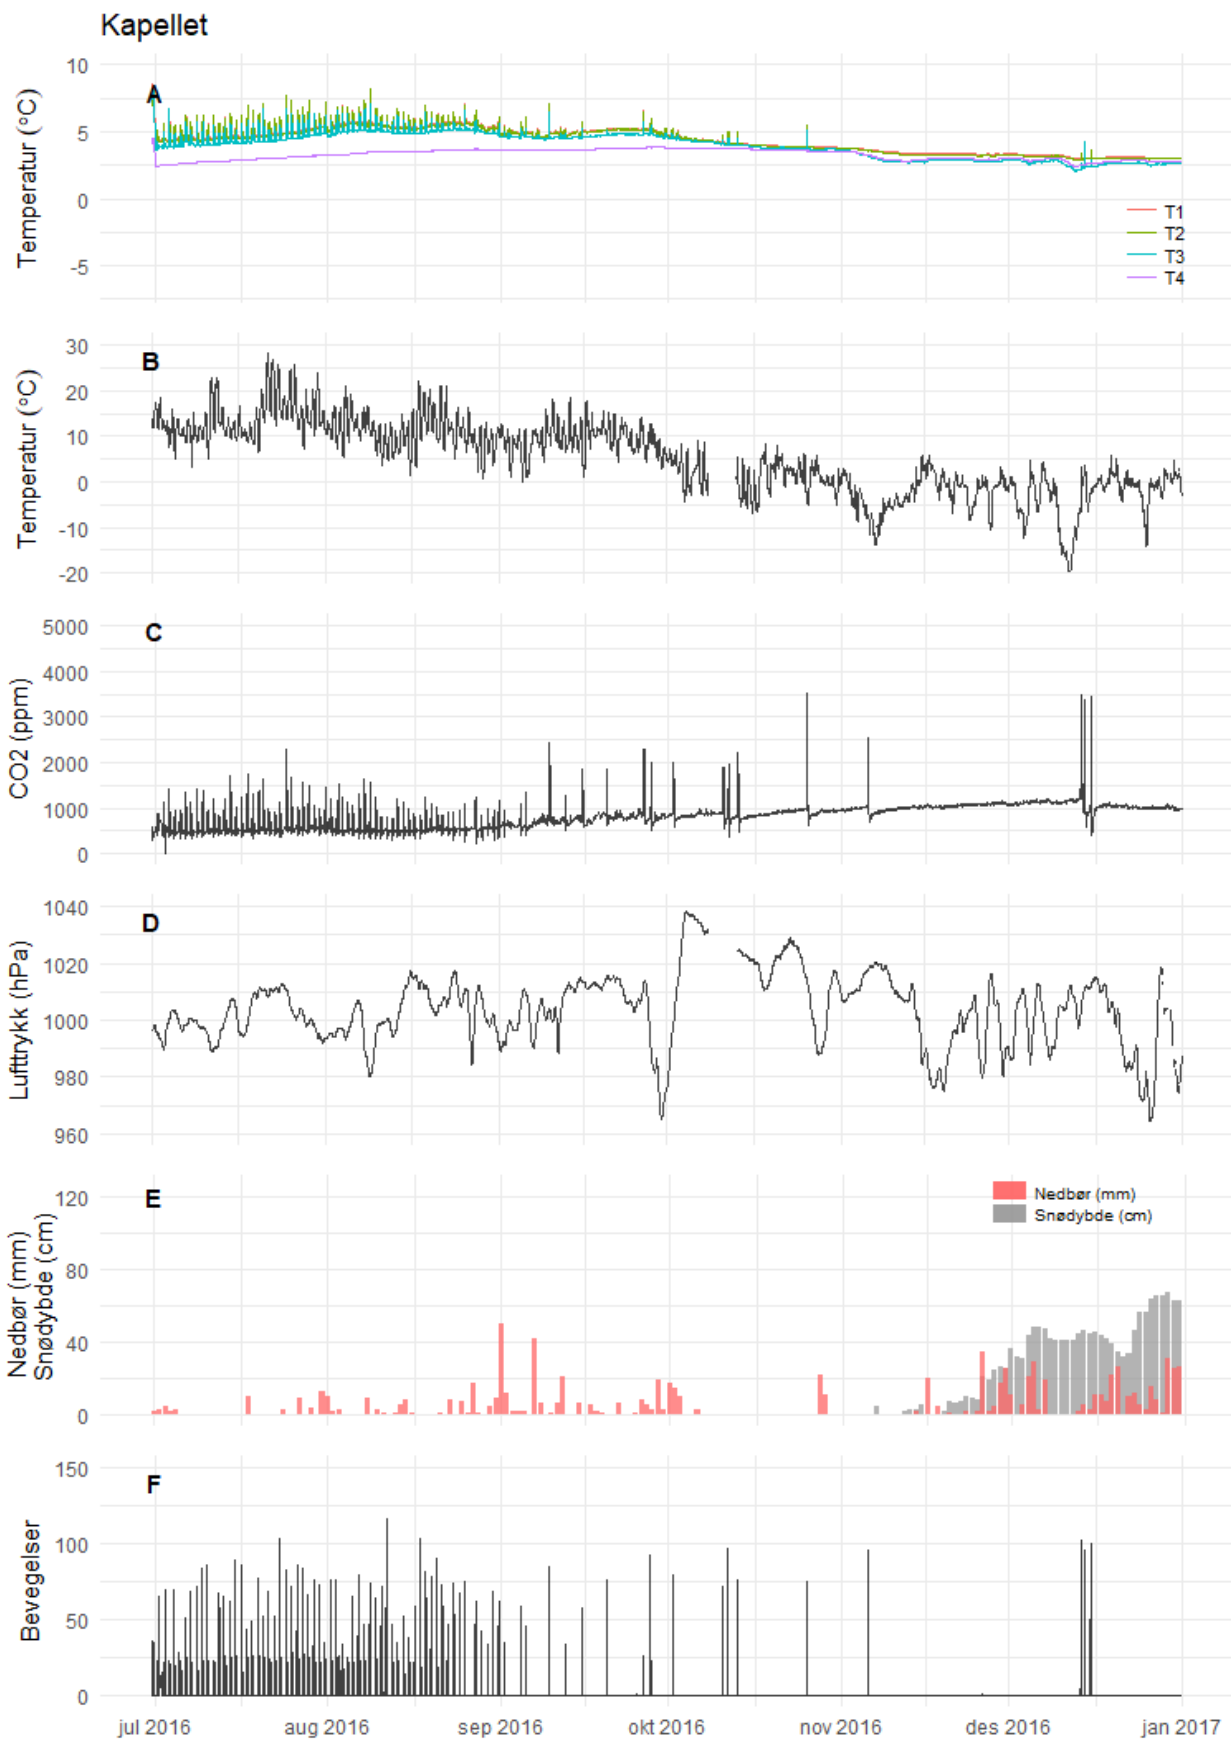 Kapellet
A
Temperatur (°C)
10
5
0
-5
T1
T2
T3
T4
B
Temperatur (°C)
30
20
10
0
-10
-20
C
CO2 (ppm)
5000
4000
3000
2000
1000
0
D
Lufttrykk (hPa)
1040
1020
1000
980
960
E
Nedbør (mm)
Snødybde (cm)
120
80
40
0
Nedbør (mm)
Snødybde (cm)
F
Bevegelser
150
100
50
0
jul 2016 aug 2016 sep 2016 okt 2016 nov 2016 des 2016 jan 2017